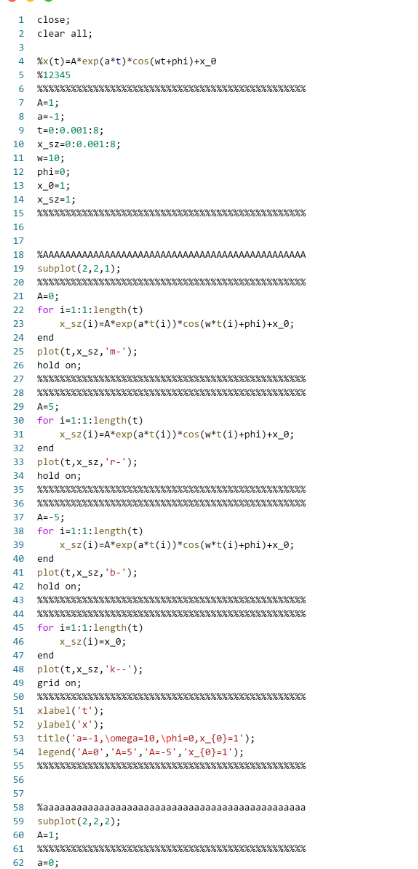 1 close;
2 clear all;
3
4 %x(t)=A*exp(a*t)*cos(wt+phi)+x_0
5 %12345
6 %%%%%%%%%%%%%%%%%%%%%%%%%%%%%%%%%%%%%%%%%%%%%%%%
7 A=1;
8 a=-1;
9 t=0:0.001:8;
10 x_sz=0:0.001:8;
11 w=10;
12 phi=0;
13 x_0=1;
14 x_sz=1;
15 %%%%%%%%%%%%%%%%%%%%%%%%%%%%%%%%%%%%%%%%%%%%%%%%
16
17
18 %AAAAAAAAAAAAAAAAAAAAAAAAAAAAAAAAAAAAAAAAAAAAAAA
19 subplot(2,2,1);
20 %%%%%%%%%%%%%%%%%%%%%%%%%%%%%%%%%%%%%%%%%%%%%%%%
21 A=0;
22 for i=1:1:length(t)
23 x_sz(i)=A*exp(a*t(i))*cos(w*t(i)+phi)+x_0;
24 end
25 plot(t,x_sz,'m-');
26 hold on;
27 %%%%%%%%%%%%%%%%%%%%%%%%%%%%%%%%%%%%%%%%%%%%%%%%
28 %%%%%%%%%%%%%%%%%%%%%%%%%%%%%%%%%%%%%%%%%%%%%%%%
29 A=5;
30 for i=1:1:length(t)
31 x_sz(i)=A*exp(a*t(i))*cos(w*t(i)+phi)+x_0;
32 end
33 plot(t,x_sz,'r-');
34 hold on;
35 %%%%%%%%%%%%%%%%%%%%%%%%%%%%%%%%%%%%%%%%%%%%%%%%
36 %%%%%%%%%%%%%%%%%%%%%%%%%%%%%%%%%%%%%%%%%%%%%%%%
37 A=-5;
38 for i=1:1:length(t)
39 x_sz(i)=A*exp(a*t(i))*cos(w*t(i)+phi)+x_0;
40 end
41 plot(t,x_sz,'b-');
42 hold on;
43 %%%%%%%%%%%%%%%%%%%%%%%%%%%%%%%%%%%%%%%%%%%%%%%%
44 %%%%%%%%%%%%%%%%%%%%%%%%%%%%%%%%%%%%%%%%%%%%%%%%
45 for i=1:1:length(t)
46 x_sz(i)=x_0;
47 end
48 plot(t,x_sz,'k--');
49 grid on;
50 %%%%%%%%%%%%%%%%%%%%%%%%%%%%%%%%%%%%%%%%%%%%%%%%
51 xlabel('t');
52 ylabel('x');
53 title('a=-1,\omega=10,\phi=0,x_{0}=1');
54 legend('A=0','A=5','A=-5','x_{0}=1');
55 %%%%%%%%%%%%%%%%%%%%%%%%%%%%%%%%%%%%%%%%%%%%%%%%
56
57
58 %aaaaaaaaaaaaaaaaaaaaaaaaaaaaaaaaaaaaaaaaaaaaaaa
59 subplot(2,2,2);
60 A=1;
61 %%%%%%%%%%%%%%%%%%%%%%%%%%%%%%%%%%%%%%%%%%%%%%%%
62 a=0;